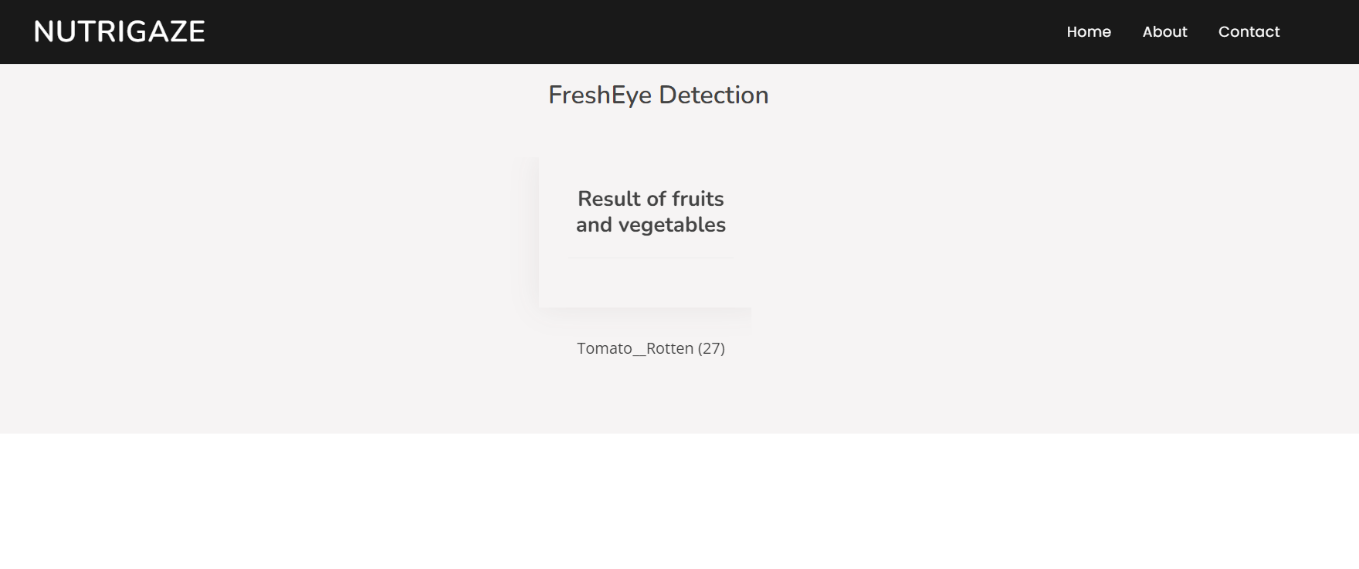 NUTRIGAZE
Home About Contact
FreshEye Detection
Result of fruits
and vegetables
Tomato__Rotten (27)